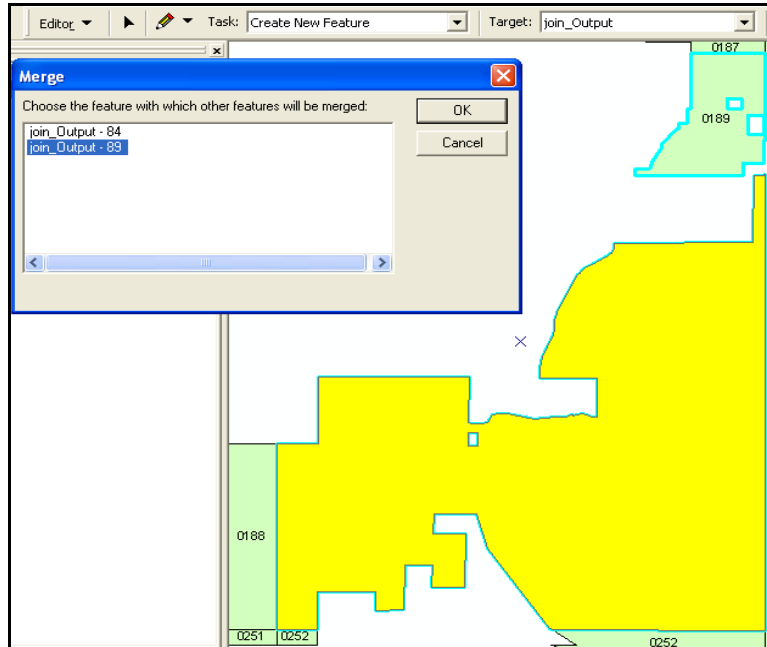 Editor Task: Create New Feature Target: join_Output
0187
Merge
Choose the feature with which other features will be merged:
OK
join_Output - 84
join_Output - 89
Cancel
0189
0188
0251 0252
0252